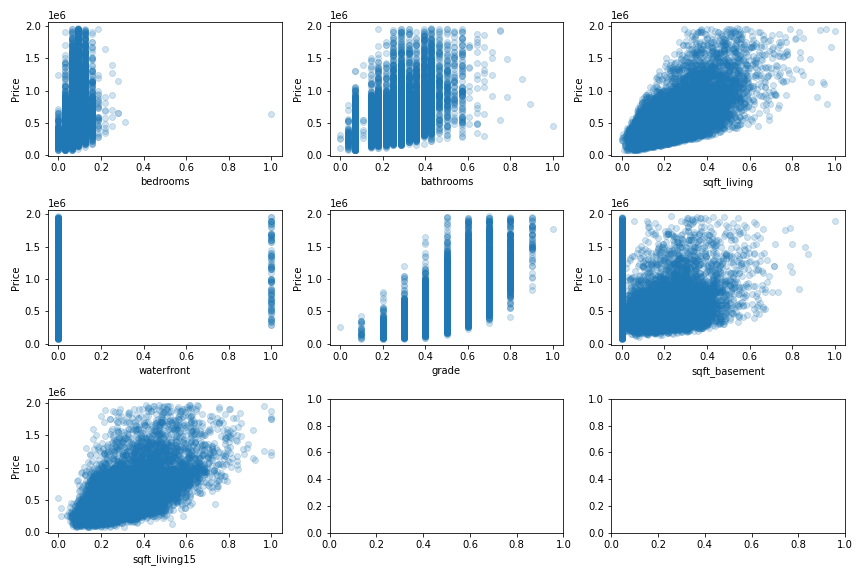 1e6 1e6 1e6
2.0 2.0 2.0
1.5 1.5 1.5
Price 1.0 Price 1.0 Price 1.0
0.5 0.5 0.5
0.0 0.0 0.0
0.0 0.2 0.4 0.6 0.8 1.0 0.0 0.2 0.4 0.6 0.8 1.0 0.0 0.2 0.4 0.6 0.8 1.0
bedrooms bathrooms sqft_living
1e6 1e6 1e6
2.0 2.0 2.0
1.5 1.5 1.5
Price 1.0 Price 1.0 Price 1.0
0.5 0.5 0.5
0.0 0.0 0.0
0.0 0.2 0.4 0.6 0.8 1.0 0.0 0.2 0.4 0.6 0.8 1.0 0.0 0.2 0.4 0.6 0.8 1.0
waterfront grade sqft_basement
1e6
2.0 1.0 1.0
1.5 0.8 0.8
Price 1.0 0.6 0.6
0.5 0.4 0.4
0.2 0.2
0.0 0.0 0.0
0.0 0.2 0.4 0.6 0.8 1.0 0.0 0.2 0.4 0.6 0.8 1.0 0.0 0.2 0.4 0.6 0.8 1.0
sqft_living15